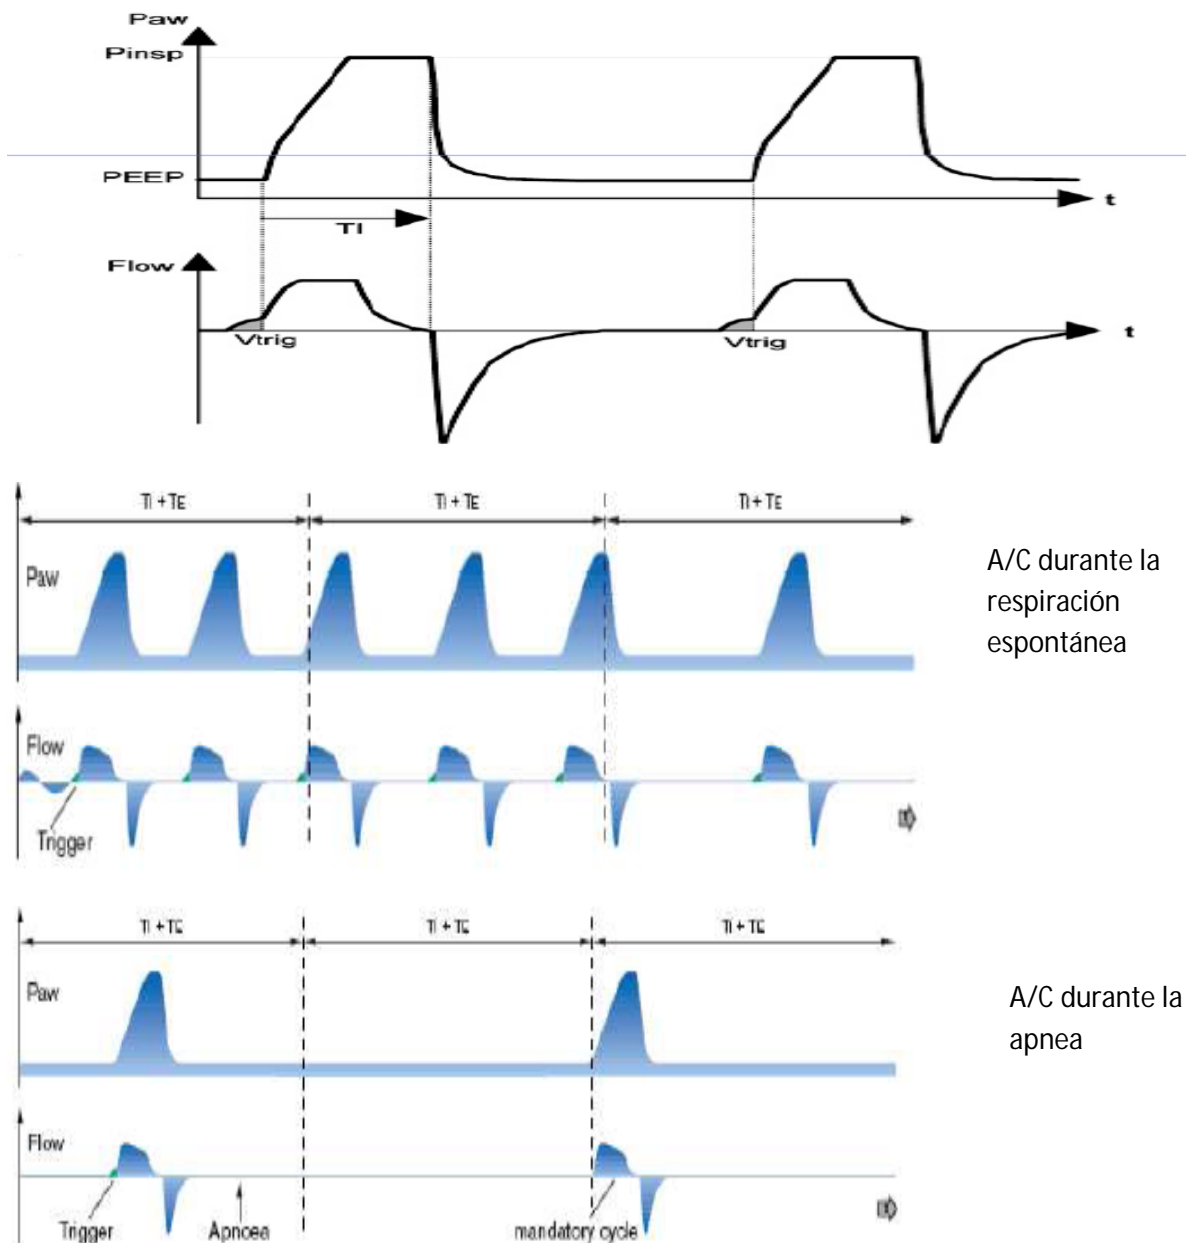 Paw
Pinsp
PEEP
t
TI
Flow
Vtrig
Vtrig
t
TI + TE
TI + TE
TI + TE
Paw
A/C durante la
respiración
espontánea
Flow
Trigger
t
TI + TE
TI + TE
TI + TE
Paw
A/C durante la
apnea
Flow
t
Trigger
Apnoea
mandatory cycle